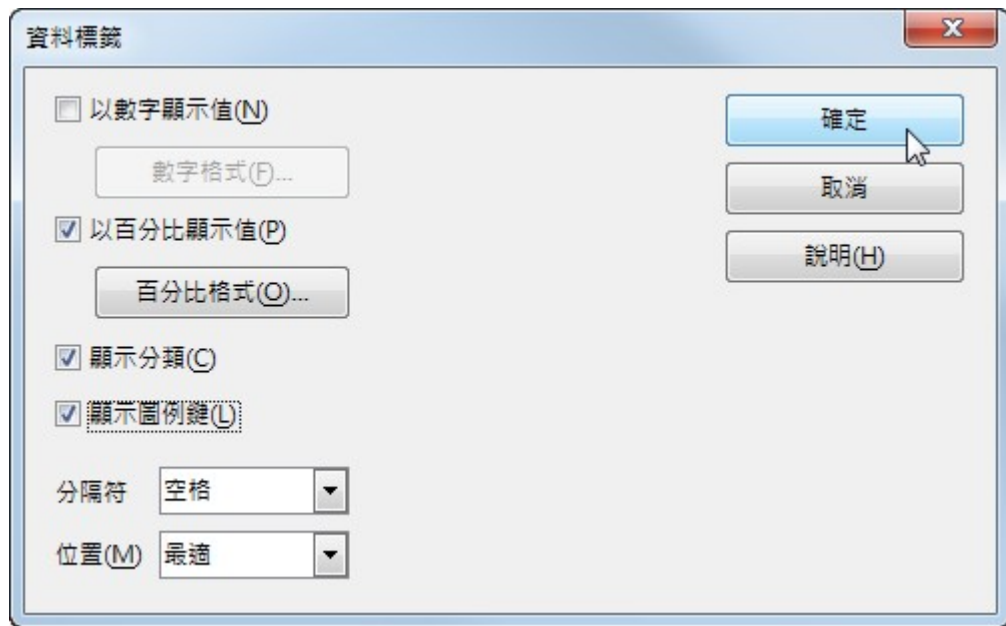 資料標籤
以數字顯示值(N)
數字格式(F)...
以百分比顯示值(P)
百分比格式(O)...
顯示分類(C)
顯示圖例鍵(L)
分隔符 空格
位置(M) 最適
確定
取消
說明(H)